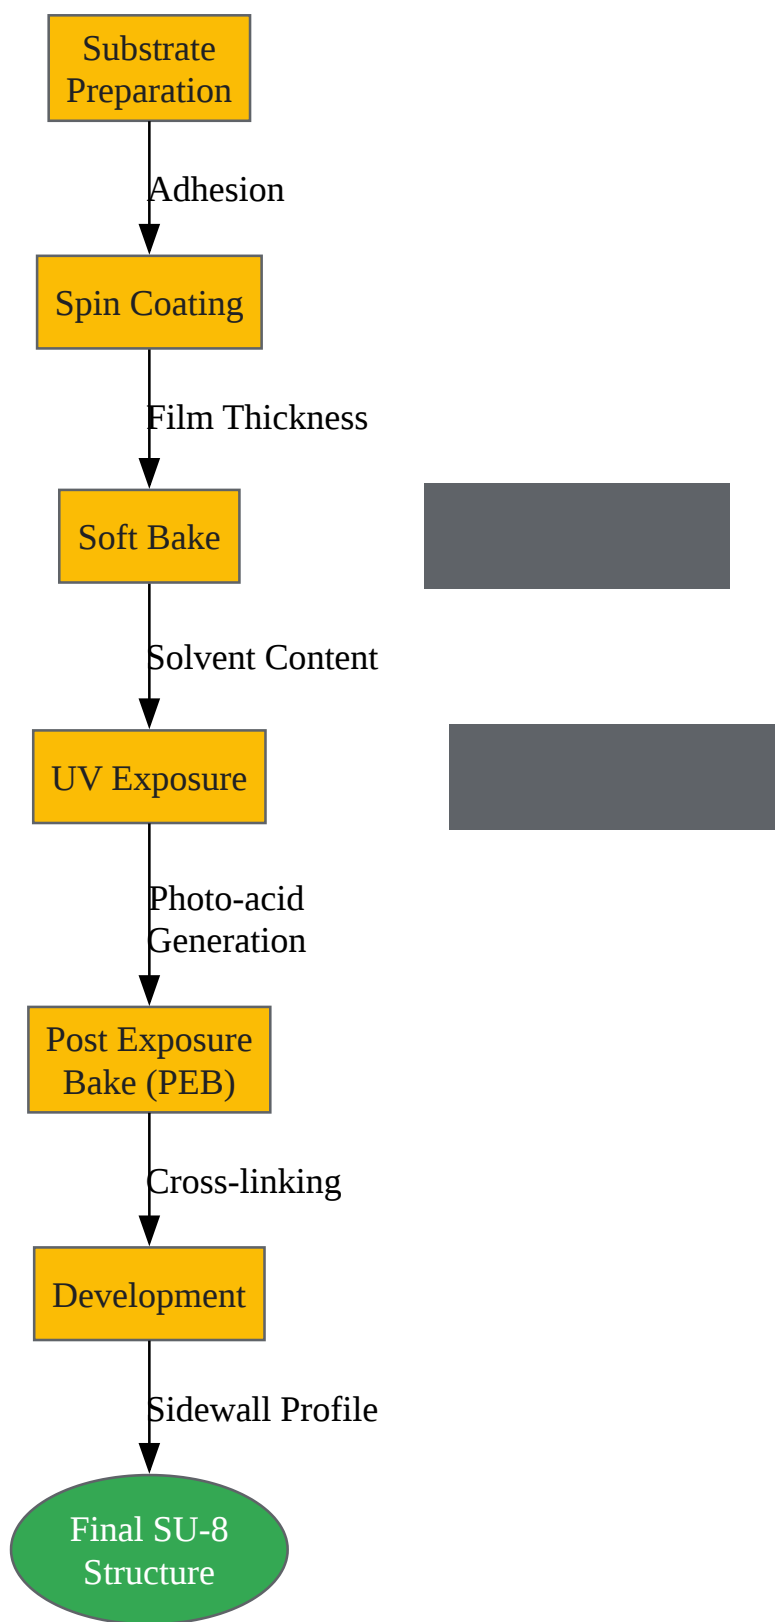 Substrate
Preparation
Adhesion
Spin Coating
Film Thickness
Soft Bake
Solvent Content
UV Exposure
Photo-acid
Generation
Post Exposure
Bake (PEB)
Cross-linking
Development
Sidewall Profile
Final SU-8
Structure